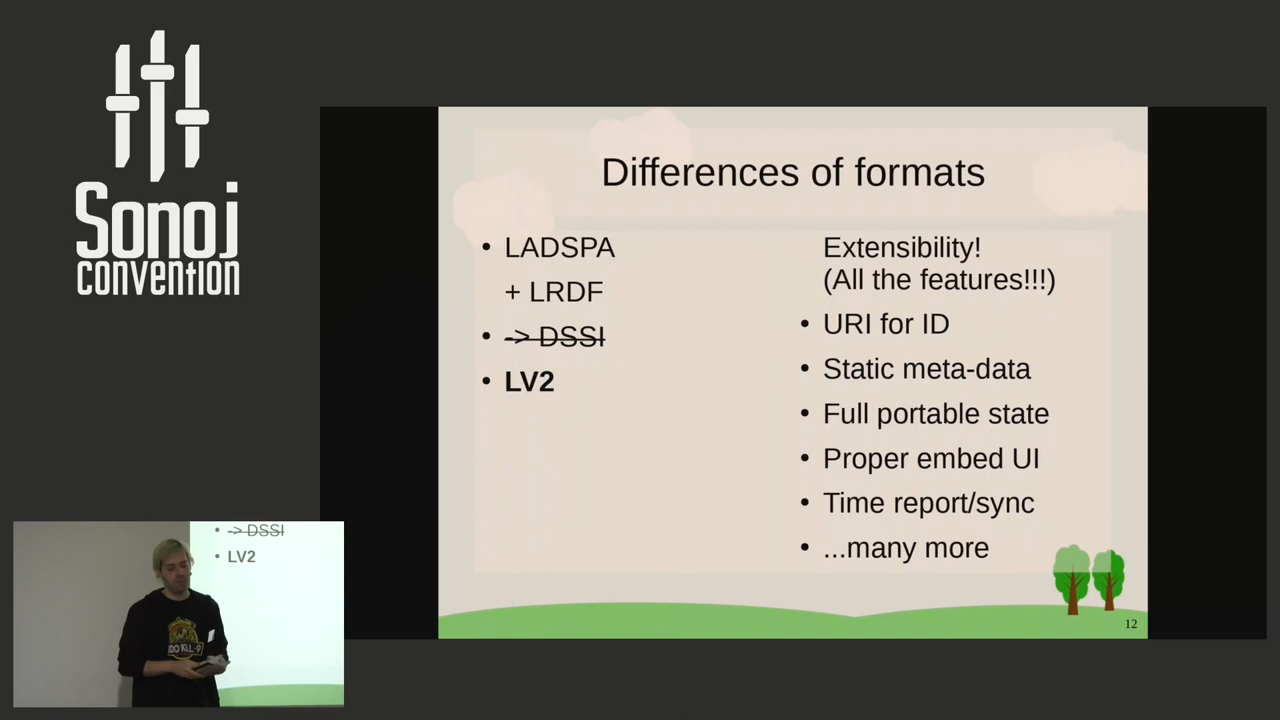 Sonoj
convention
Differences of formats
• LADSPA
+ LRDF
• -> DSSI
• LV2
Extensibility!
(All the features!!!)
• URI for ID
• Static meta-data
• Full portable state
• Proper embed UI
• Time report/sync
• ...many more
12
• -> DSSI
• LV2